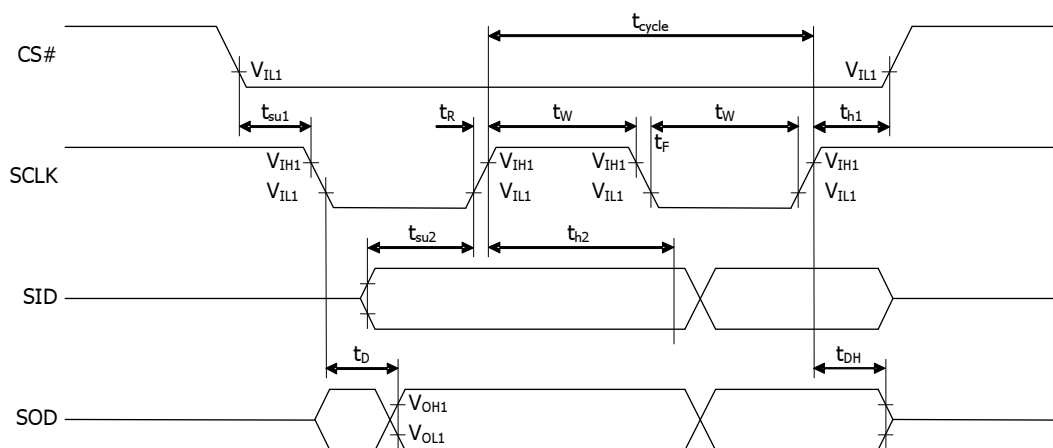 t_cycle
CS#
V_IL1
V_IL1
t_su1
t_R
t_W
t_W
t_h1
t_F
SCLK
V_IH1
V_IH1
V_IH1
V_IH1
V_IL1
V_IL1
V_IL1
V_IL1
t_su2
t_h2
SID
t_D
t_DH
SOD
V_OH1
V_OL1